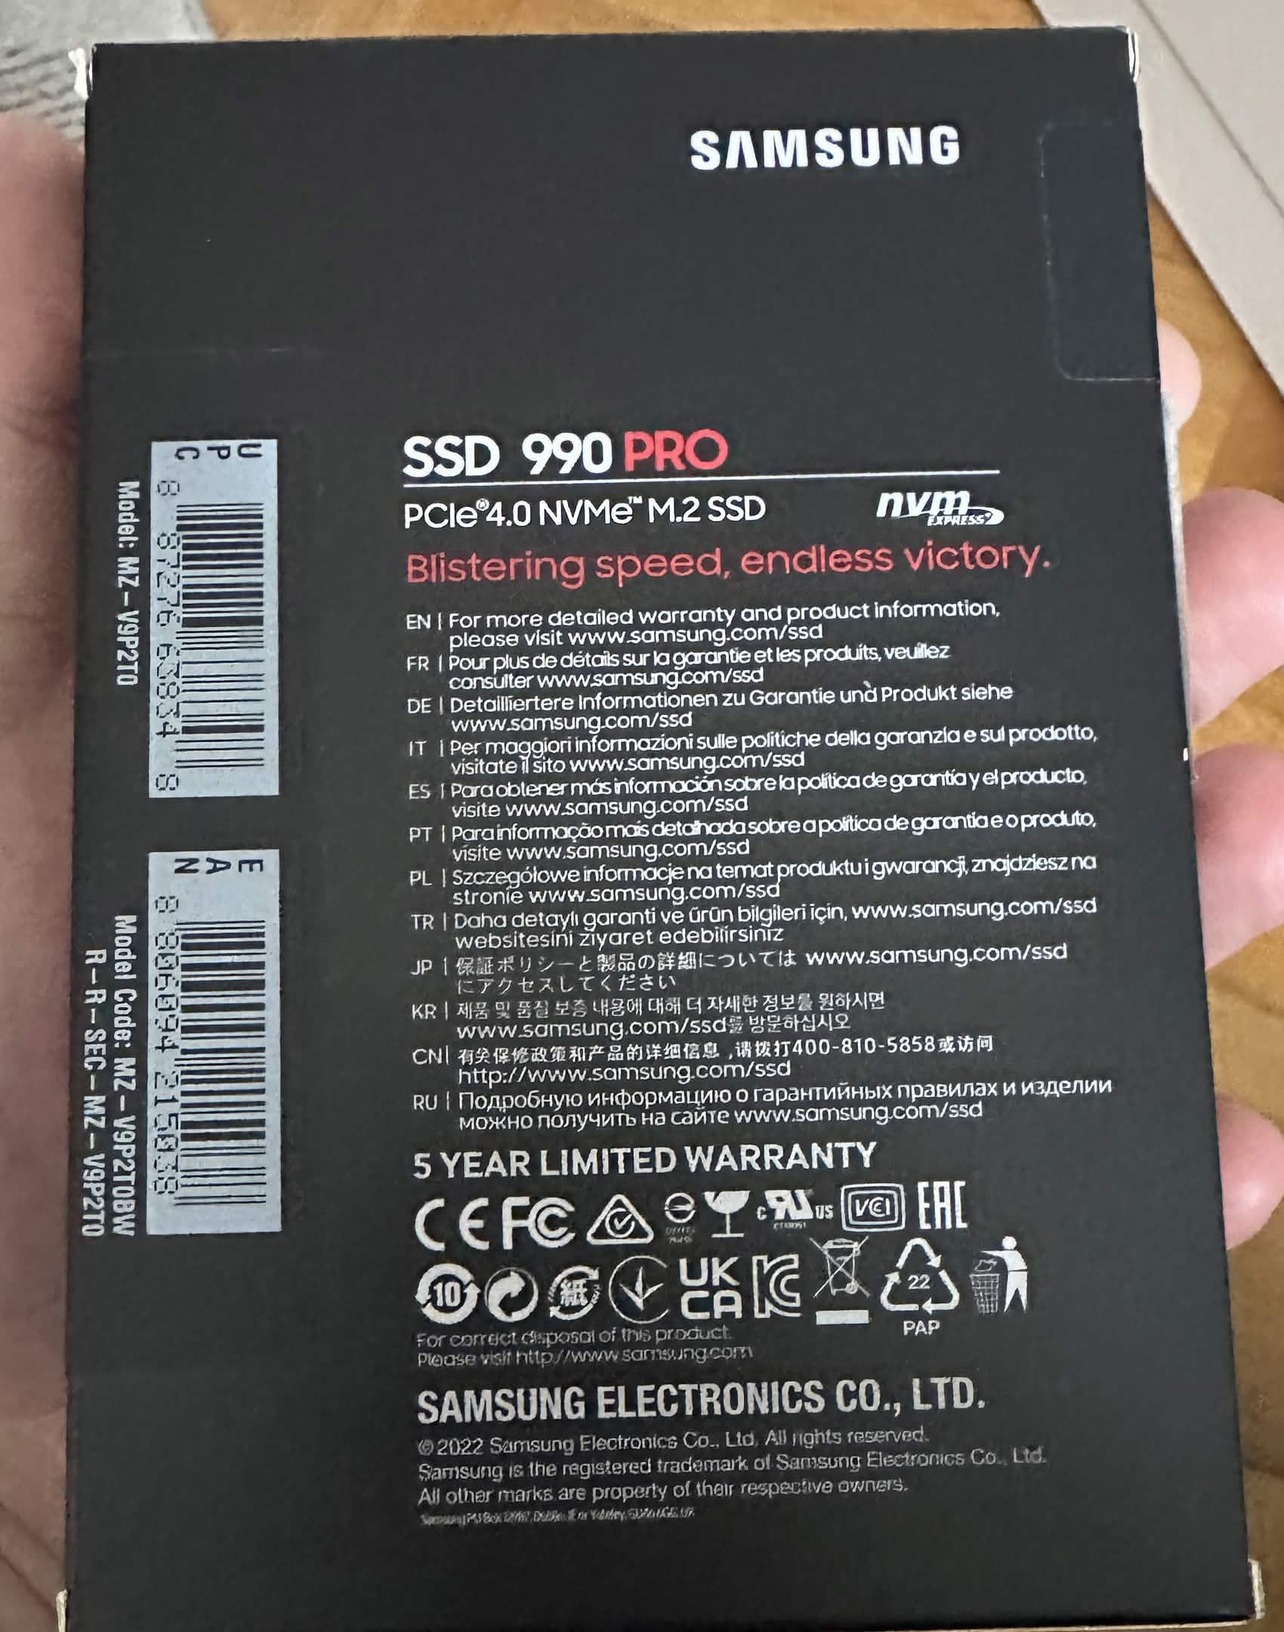 SAMSUNG
SSD 990 PRO
PCIe®4.0 NVMe™ M.2 SSD
nvm
EXPRESS
Blistering speed, endless victory.
EN | For more detailed warranty and product information,
please visit www.samsung.com/ssd
FR | Pour plus de détails sur la garantie et les produits, veuillez
consulter www.samsung.com/ssd
DE | Detailliertere Informationen zu Garantie und Produkt siehe
www.samsung.com/ssd
IT | Per maggiori informazioni sulle politiche della garanzia e sul prodotto,
visitate il sito www.samsung.com/ssd
ES | Para obtener más información sobre la política de garantía y el producto,
visite www.samsung.com/ssd
PT | Para informação mais detalhada sobre a política de garantia e o produto,
visite www.samsung.com/ssd
PL | Szczegółowe informacje na temat produktu i gwarancji, znajdziesz na
stronie www.samsung.com/ssd
TR | Daha detaylı garanti ve ürün bilgileri için, www.samsung.com/ssd
websitesini ziyaret edebilirsiniz
JP | 保証ポリシーと製品の詳細については www.samsung.com/ssd
にアクセスしてください
KR | 제품 및 품질 보증 내용에 대해 더 자세한 정보를 원하시면
www.samsung.com/ssd를 방문하십시오
CN | 有关保修政策和产品的详细信息,请拨打400-810-5858或访问
http://www.samsung.com/ssd
RU | Подробную информацию о гарантийных правилах и изделии
можно получить на сайте www.samsung.com/ssd
5 YEAR LIMITED WARRANTY
CE FC c US VCI EAC
10 紙 UK CA KC 22
PAP
For correct disposal of this product.
Please visit http://www.samsung.com
SAMSUNG ELECTRONICS CO., LTD.
© 2022 Samsung Electronics Co., Ltd. All rights reserved.
Samsung is the registered trademark of Samsung Electronics Co., Ltd.
All other marks are property of their respective owners.
UPC
8 87276 63834 8
Model: MZ-V9P2T0
EAN
8 806094 215038
Model Code: MZ-V9P2T0BW
R-R-SEC-MZ-V9P2T0